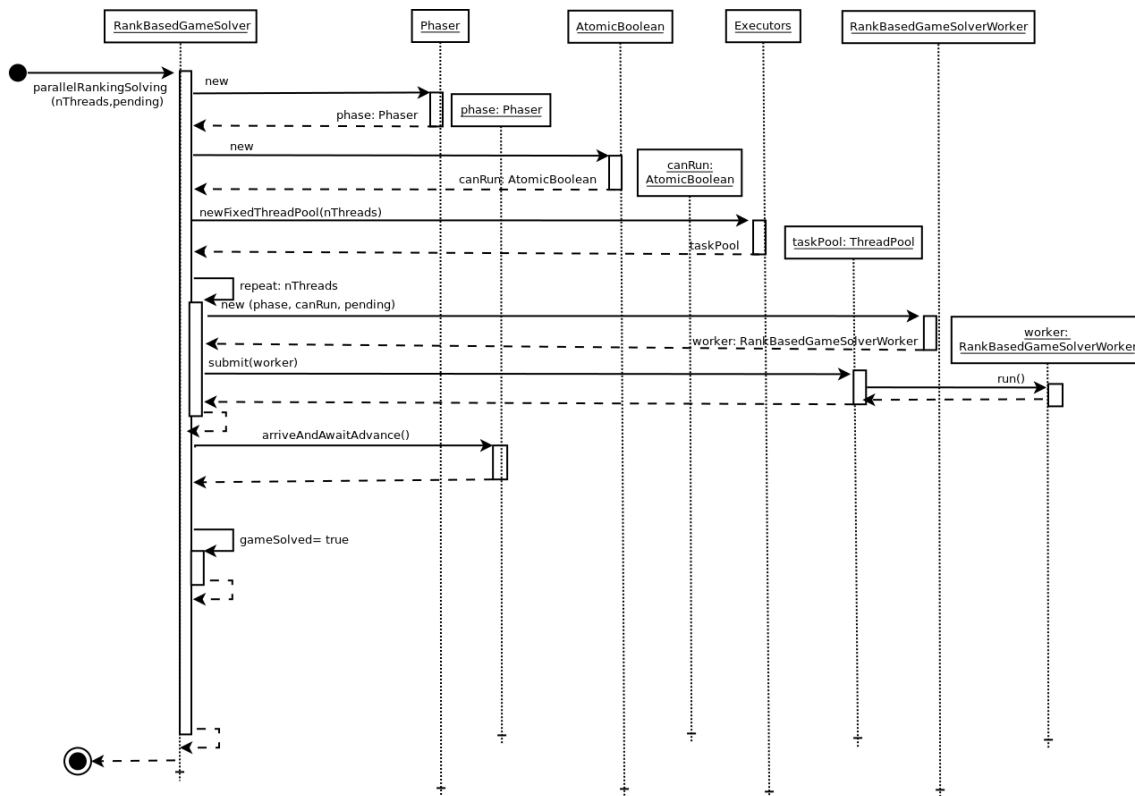 RankBasedGameSolver
Phaser
AtomicBoolean
Executors
RankBasedGameSolverWorker
parallelRankingSolving
(nThreads,pending)
new
phase: Phaser
phase: Phaser
new
canRun: AtomicBoolean
canRun:
AtomicBoolean
newFixedThreadPool(nThreads)
taskPool
taskPool: ThreadPool
repeat: nThreads
new (phase, canRun, pending)
worker: RankBasedGameSolverWorker
worker:
RankBasedGameSolverWorker
submit(worker)
run()
arriveAndAwaitAdvance()
gameSolved= true